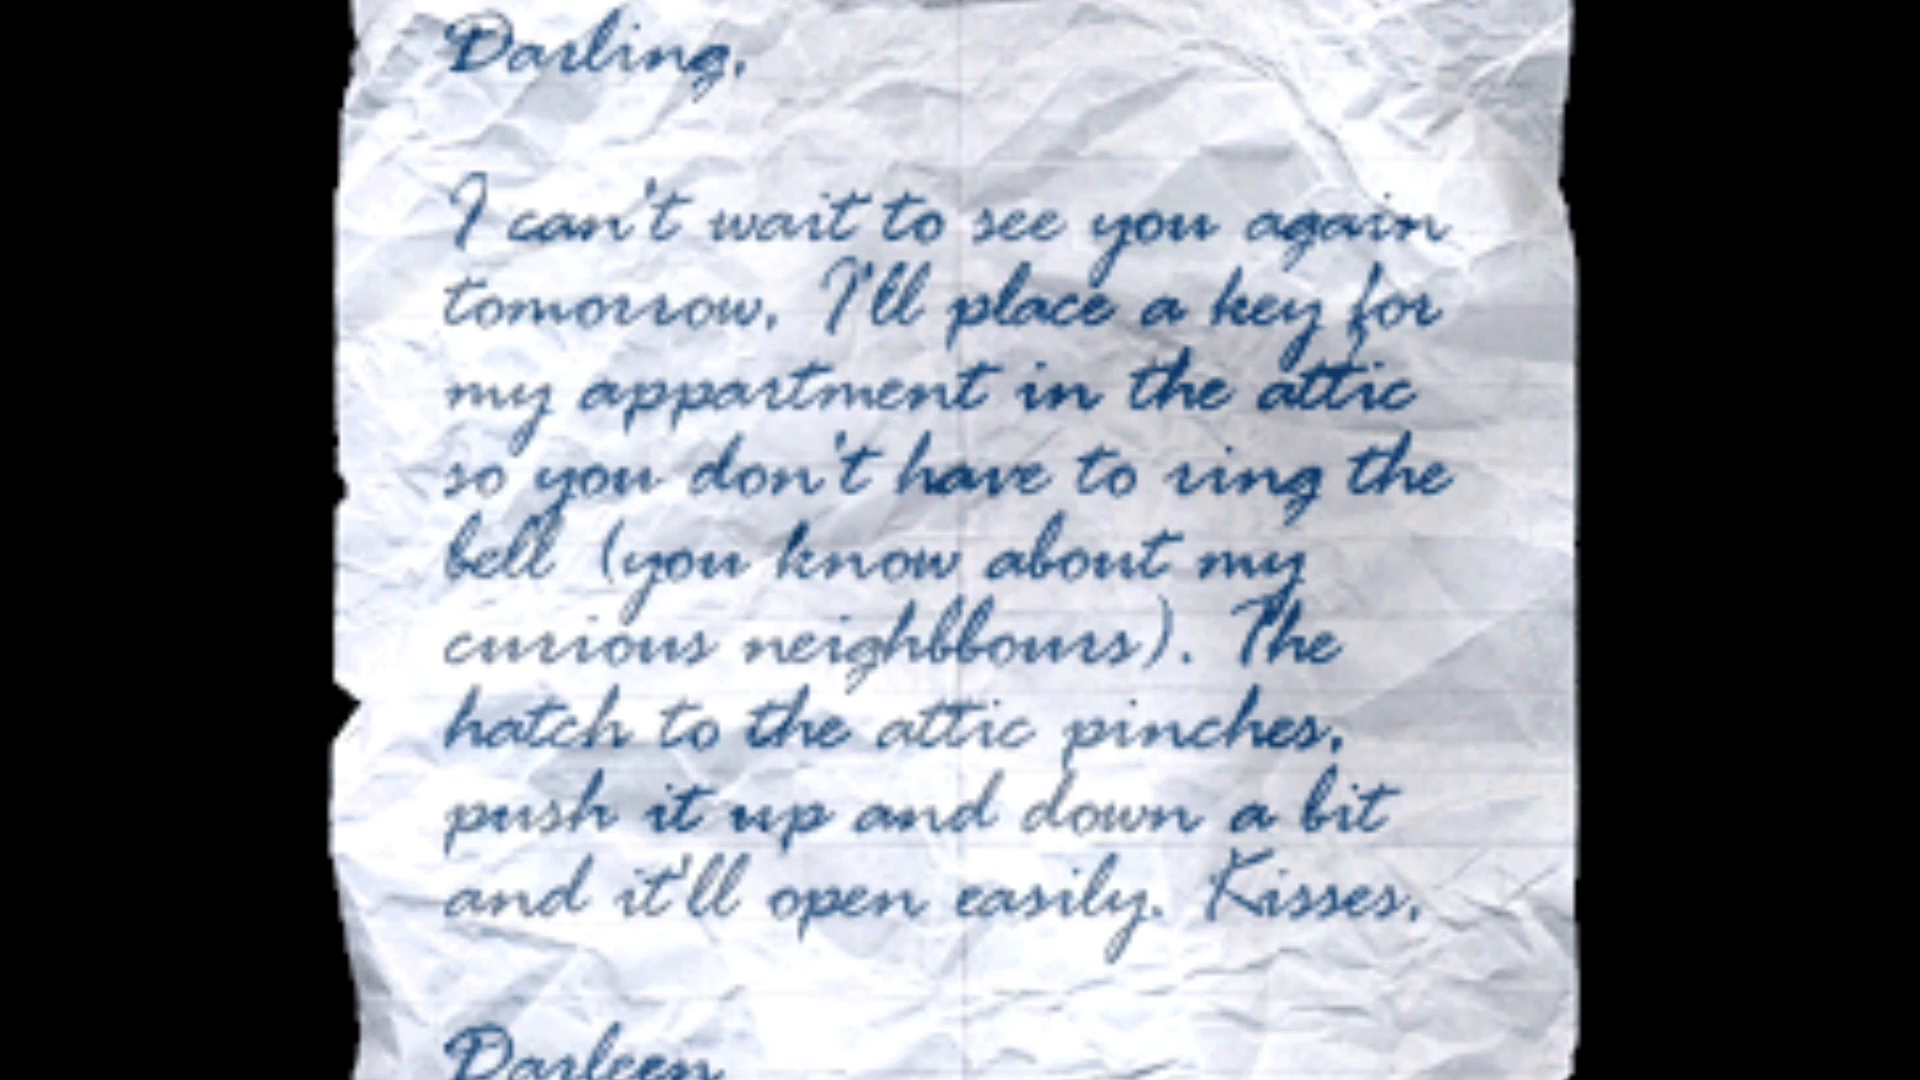 Darling,
I can't wait to see you again
tomorrow. I'll place a key for
my appartment in the attic
so you don't have to ring the
bell (you know about my
curious neighbbours). The
hatch to the attic pinches,
push it up and down a bit
and it'll open easily. Kisses,
Darleen